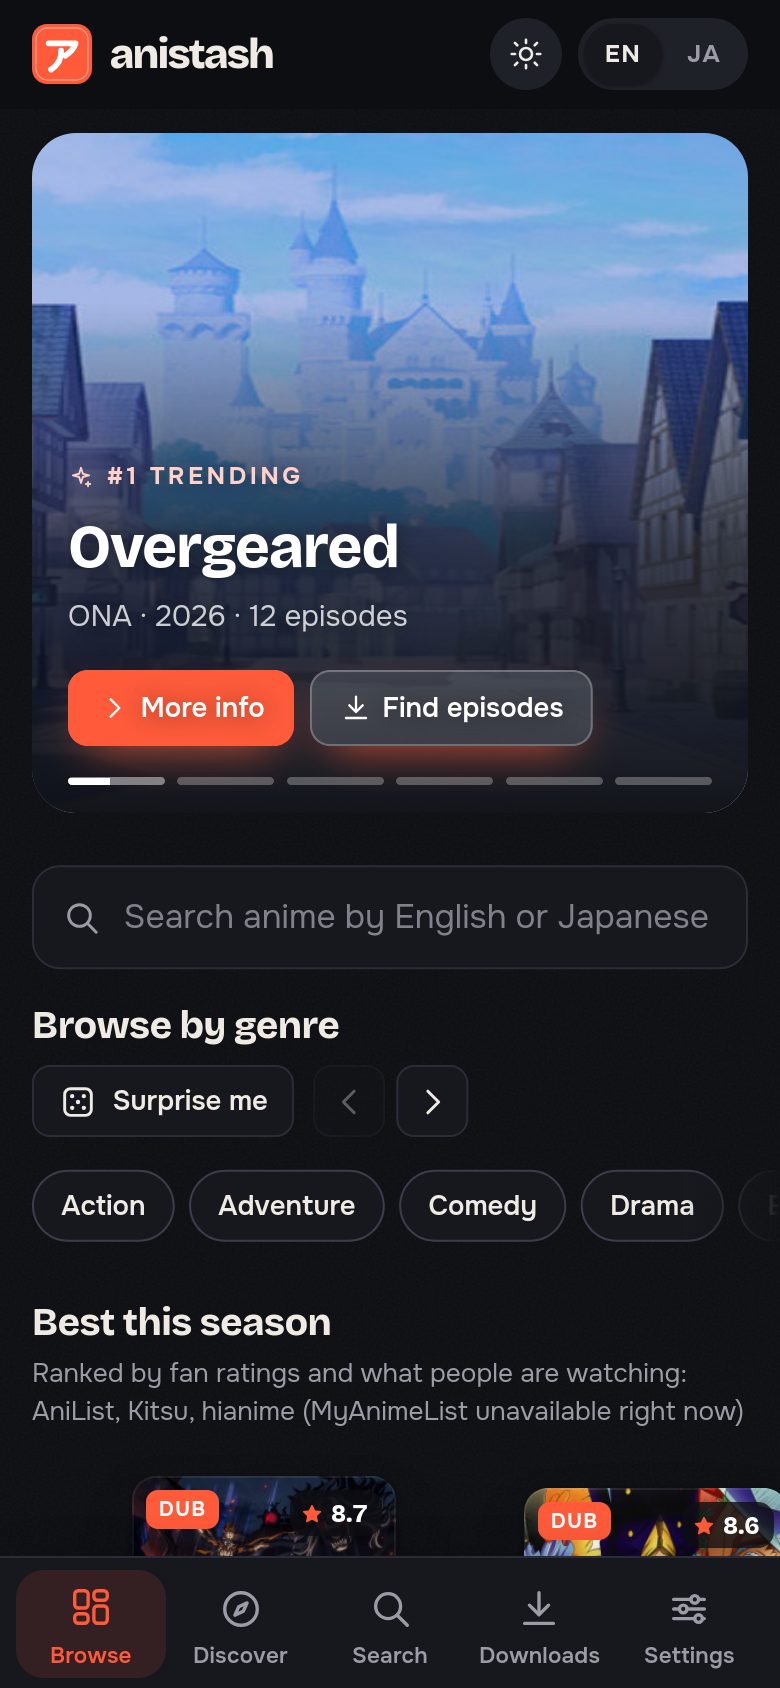 ア anistash
EN JA
#1 TRENDING
Overgeared
ONA · 2026 · 12 episodes
More info Find episodes
Search anime by English or Japanese
Browse by genre
Surprise me
Action Adventure Comedy Drama
Best this season
Ranked by fan ratings and what people are watching:
AniList, Kitsu, hianime (MyAnimeList unavailable right now)
DUB 8.7 DUB 8.6
Browse Discover Search Downloads Settings